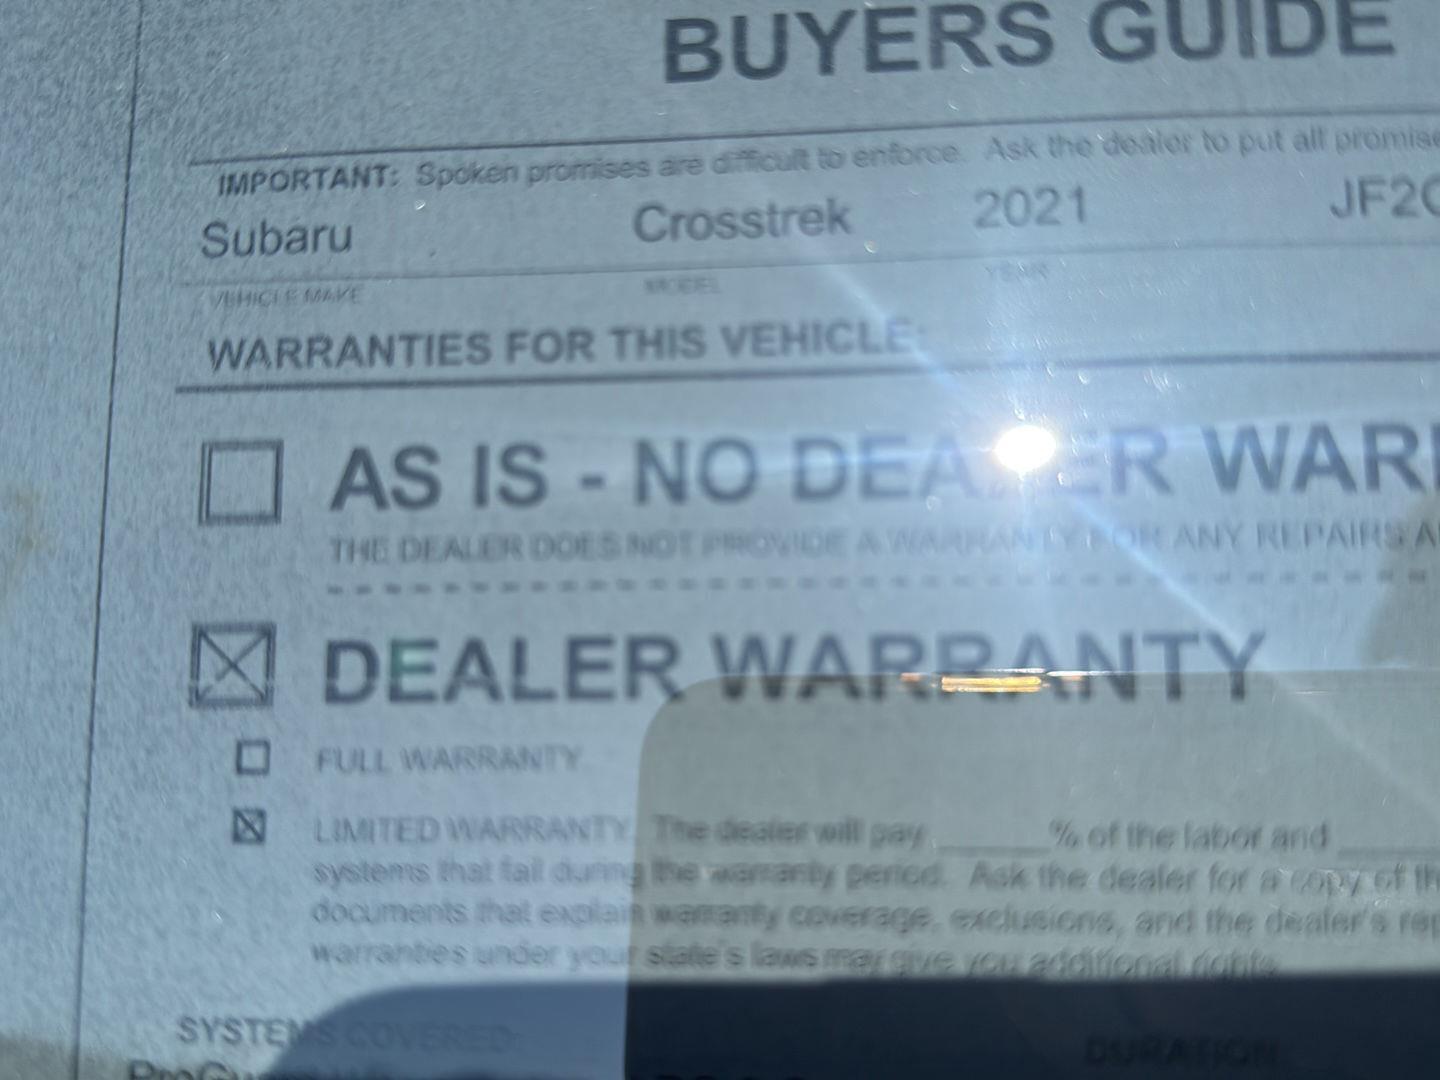 BUYERS GUIDE
IMPORTANT: Spoken promises are difficult to enforce. Ask the dealer to put all promise
Subaru Crosstrek 2021 JF2
VEHICLE MAKE MODEL YEAR
WARRANTIES FOR THIS VEHICLE:
AS IS - NO DEALER WAR
THE DEALER DOES NOT PROVIDE A WARRANTY FOR ANY REPAIRS A
DEALER WARRANTY
FULL WARRANTY
LIMITED WARRANTY. The dealer will pay ______% of the labor and
systems that fail during the warranty period. Ask the dealer for a copy of th
documents that explain warranty coverage, exclusions, and the dealer's rep
warranties under your state's laws may give you additional rights.
SYSTEMS COVERED: DURATION: